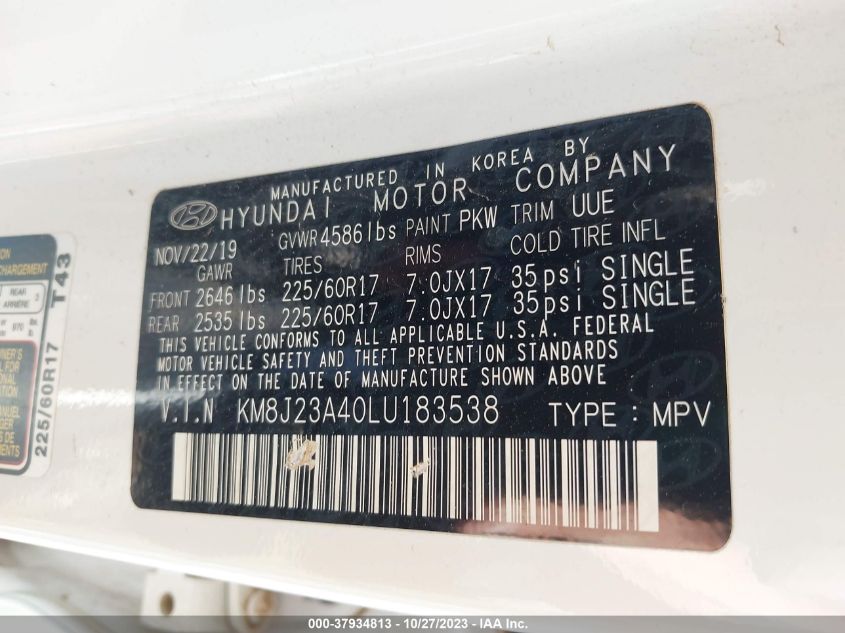 MANUFACTURED IN KOREA BY
HYUNDAI MOTOR COMPANY
NOV/22/19 GVWR 4586 lbs PAINT PKW TRIM UUE
GAWR TIRES RIMS COLD TIRE INFL
FRONT 2646 lbs 225/60R17 7.0JX17 35psi SINGLE
REAR 2535 lbs 225/60R17 7.0JX17 35psi SINGLE
THIS VEHICLE CONFORMS TO ALL APPLICABLE U.S.A. FEDERAL
MOTOR VEHICLE SAFETY AND THEFT PREVENTION STANDARDS
IN EFFECT ON THE DATE OF MANUFACTURE SHOWN ABOVE
V.I.N KM8J23A40LU183538 TYPE : MPV
CHARGEMENT
REAR
ARRIÈRE
225/60R17 T43
000-37934813 - 10/27/2023 - IAA Inc.